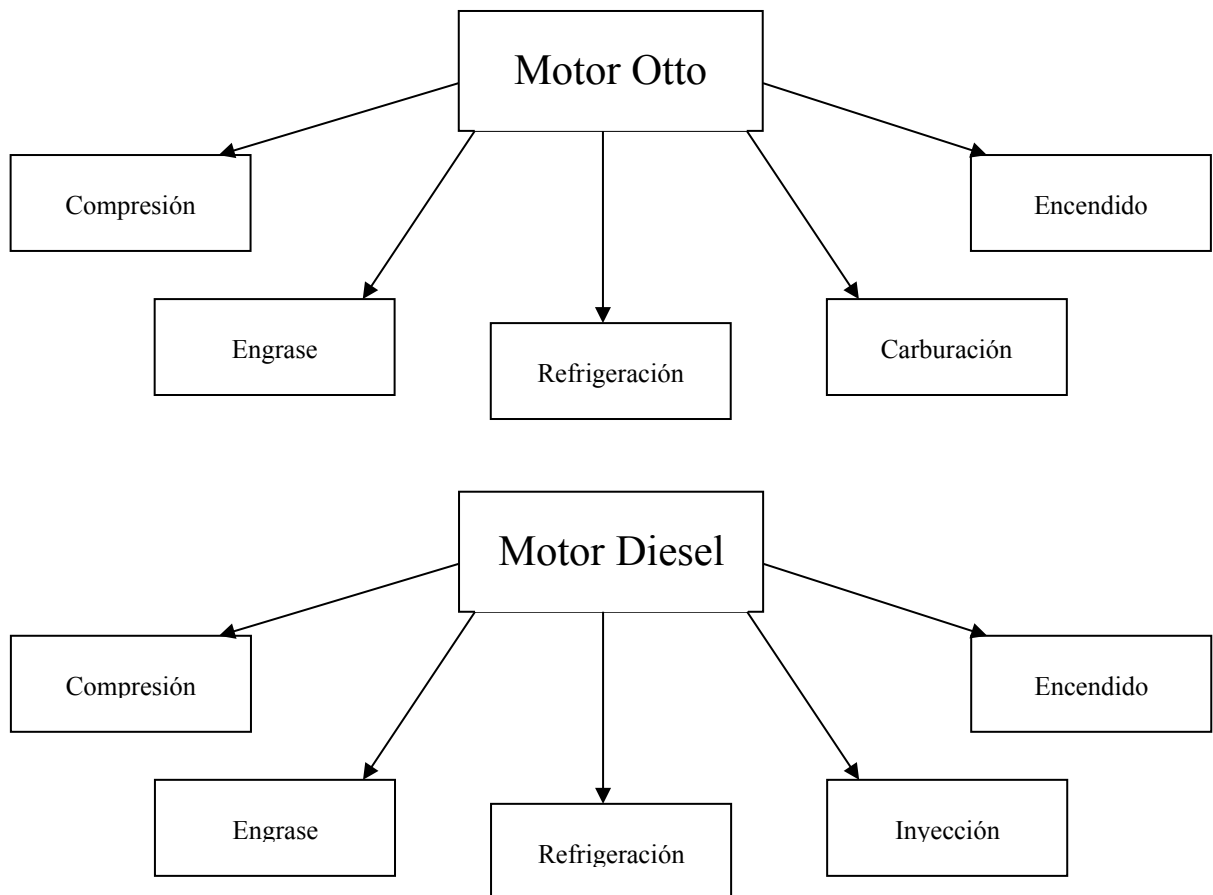 Motor Otto
Compresión
Encendido
Engrase
Refrigeración
Carburación
Motor Diesel
Compresión
Encendido
Engrase
Refrigeración
Inyección